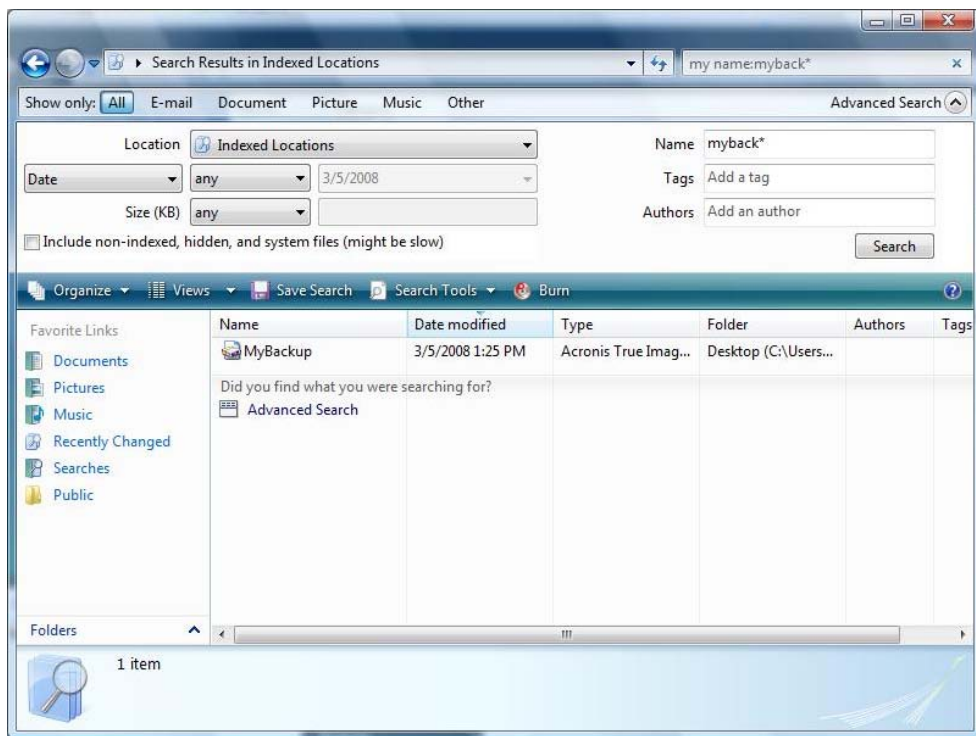 Search Results in Indexed Locations
my name:myback*
Show only: All E-mail Document Picture Music Other Advanced Search
Location Indexed Locations Name myback*
Date any 3/5/2008 Tags Add a tag
Size (KB) any Authors Add an author
Include non-indexed, hidden, and system files (might be slow) Search
Organize Views Save Search Search Tools Burn ?
Favorite Links
Documents
Pictures
Music
Recently Changed
Searches
Public
Folders
Name Date modified Type Folder Authors Tags
MyBackup 3/5/2008 1:25 PM Acronis True Imag... Desktop (C:\Users...
Did you find what you were searching for?
Advanced Search
1 item